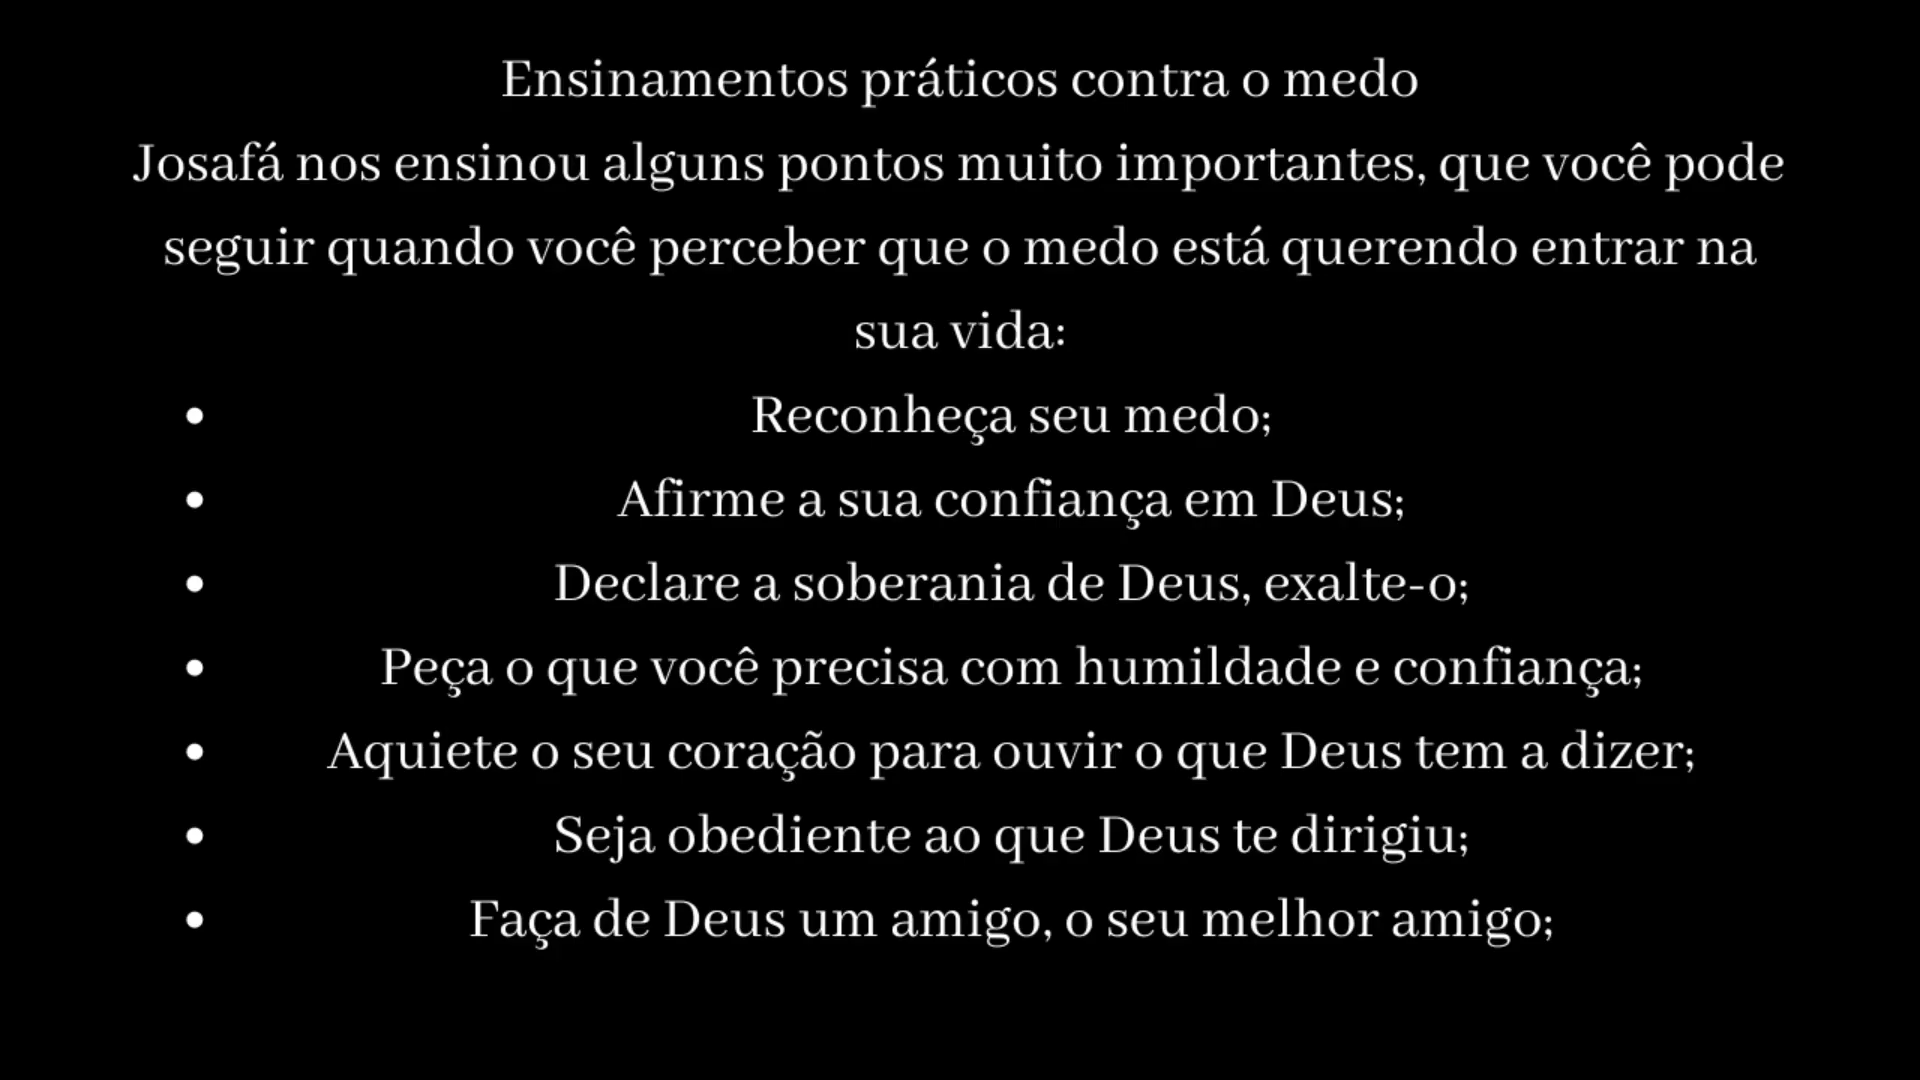 Ensinamentos práticos contra o medo
Josafá nos ensinou alguns pontos muito importantes, que você pode
seguir quando você perceber que o medo está querendo entrar na
sua vida:
• Reconheça seu medo;
• Afirme a sua confiança em Deus;
• Declare a soberania de Deus, exalte-o;
• Peça o que você precisa com humildade e confiança;
• Aquiete o seu coração para ouvir o que Deus tem a dizer;
• Seja obediente ao que Deus te dirigiu;
• Faça de Deus um amigo, o seu melhor amigo;